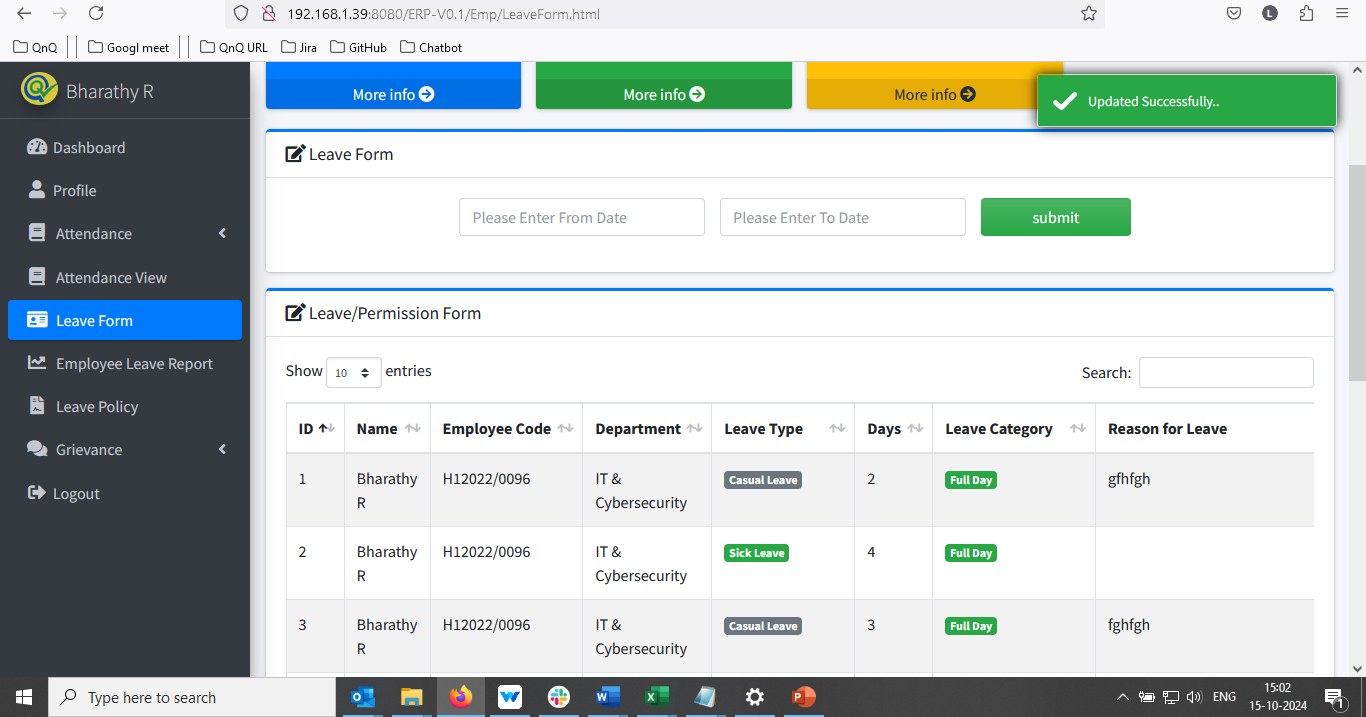 192.168.1.39:8080/ERP-V0.1/Emp/LeaveForm.html
L
QnQ
Googl meet
QnQ URL
Jira
GitHub
Chatbot
Bharathy R
Dashboard
Profile
Attendance
Attendance View
Leave Form
Employee Leave Report
Leave Policy
Grievance
Logout
More info
More info
More info
Updated Successfully..
Leave Form
Please Enter From Date
Please Enter To Date
submit
Leave/Permission Form
Show 10 entries
Search:
ID Name Employee Code Department Leave Type Days Leave Category Reason for Leave
1 Bharathy R H12022/0096 IT & Cybersecurity Casual Leave 2 Full Day gfhfgh
2 Bharathy R H12022/0096 IT & Cybersecurity Sick Leave 4 Full Day
3 Bharathy R H12022/0096 IT & Cybersecurity Casual Leave 3 Full Day fghfgh
Type here to search
ENG
15:02
15-10-2024
1